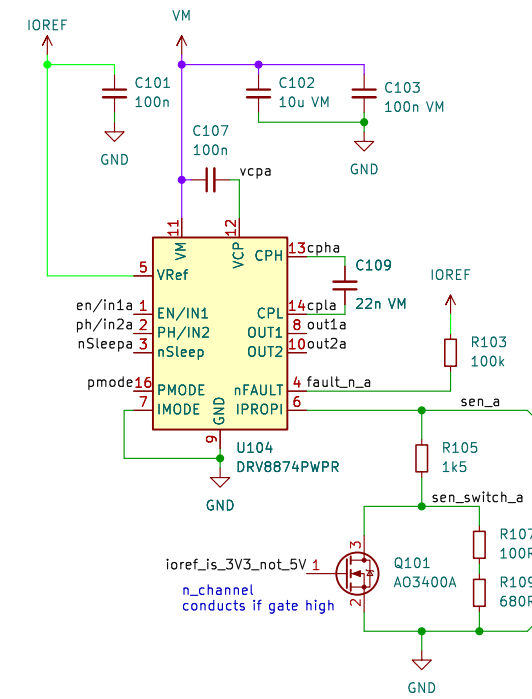 IOREF
VM
C101
100n
GND
C102
10u VM
C103
100n VM
GND
C107
100n
vcpa
11
12
VM
VCP
5
VRef
CPH
13
cpha
C109
22n VM
IOREF
en/in1a
1
EN/IN1
CPL
14
cpla
ph/in2a
2
PH/IN2
OUT1
8
out1a
nSleepa
3
nSleep
OUT2
10
out2a
R103
100k
pmode
16
PMODE
nFAULT
4
fault_n_a
7
IMODE
GND
IPROPI
6
sen_a
9
U104
DRV8874PWPR
GND
R105
1k5
sen_switch_a
ioref_is_3V3_not_5V
1
3
2
Q101
AO3400A
n_channel
conducts if gate high
R107
100R
R109
680R
GND